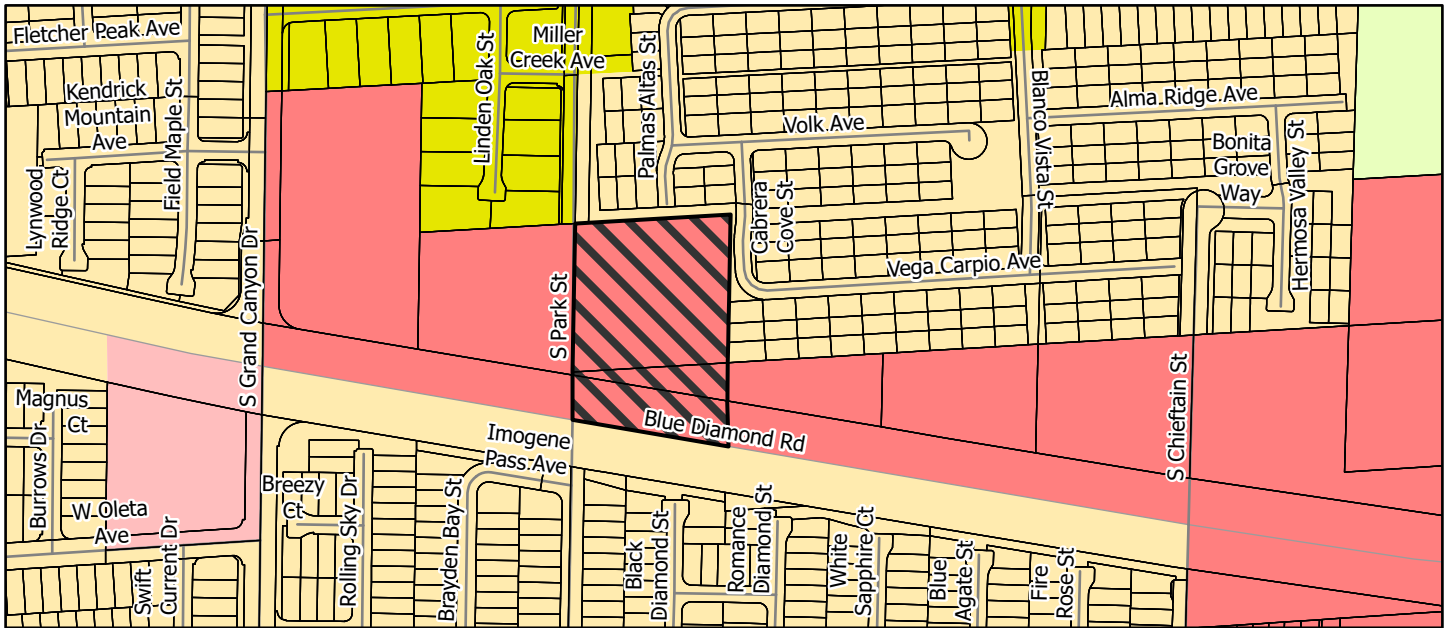 Fletcher Peak Ave
Kendrick
Mountain
Ave
Field Maple St
Lynwood
Ridge Ct
S Grand Canyon Dr
Linden Oak St
Miller
Creek Ave
Palmas Altas St
Volk Ave
Blanco Vista St
Alma Ridge Ave
Bonita
Grove
Way
Hermosa Valley St
Cabrera
Cove St
Vega Carpio Ave
S Park St
S Chieftain St
Blue Diamond Rd
Magnus
Ct
Burrows Dr
W Oleta
Ave
Swift
Current Dr
Breezy
Ct
Rolling Sky Dr
Imogene
Pass Ave
Brayden Bay St
Black
Diamond St
Romance
Diamond St
White
Sapphire Ct
Blue
Agate St
Fire
Rose St